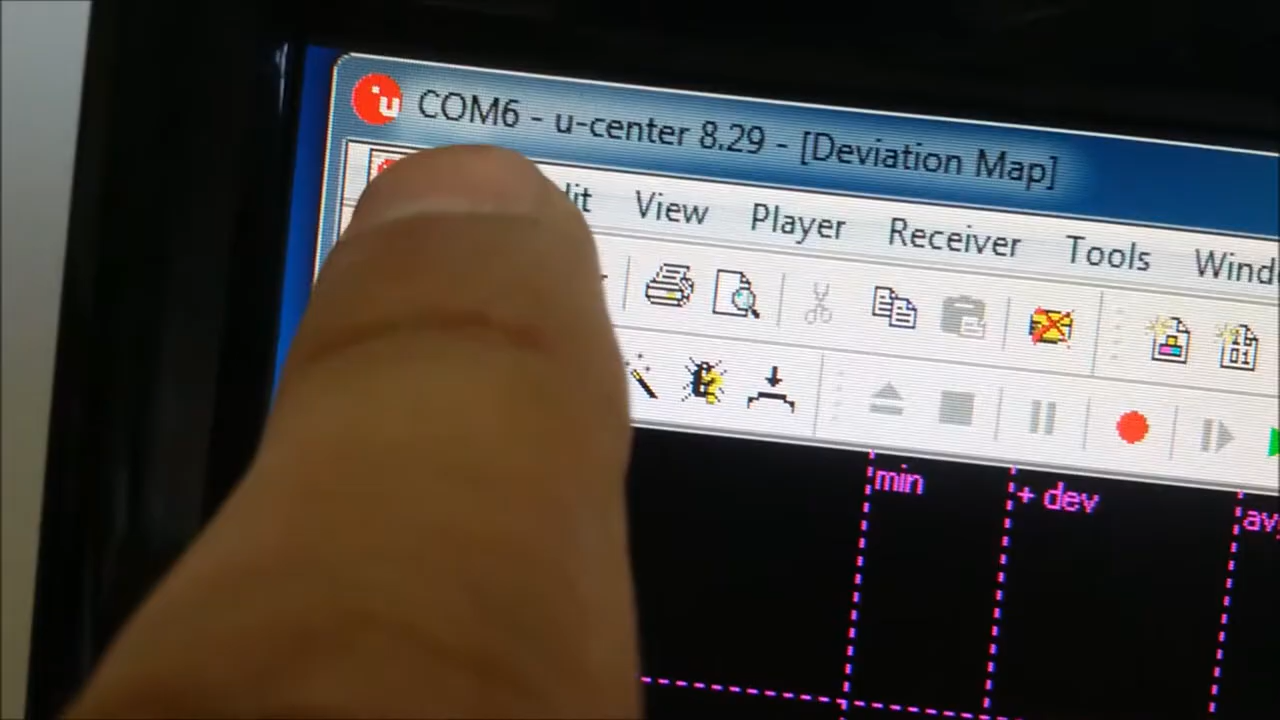 COM6 - u-center 8.29 - [Deviation Map]
View Player Receiver Tools
min
+ dev